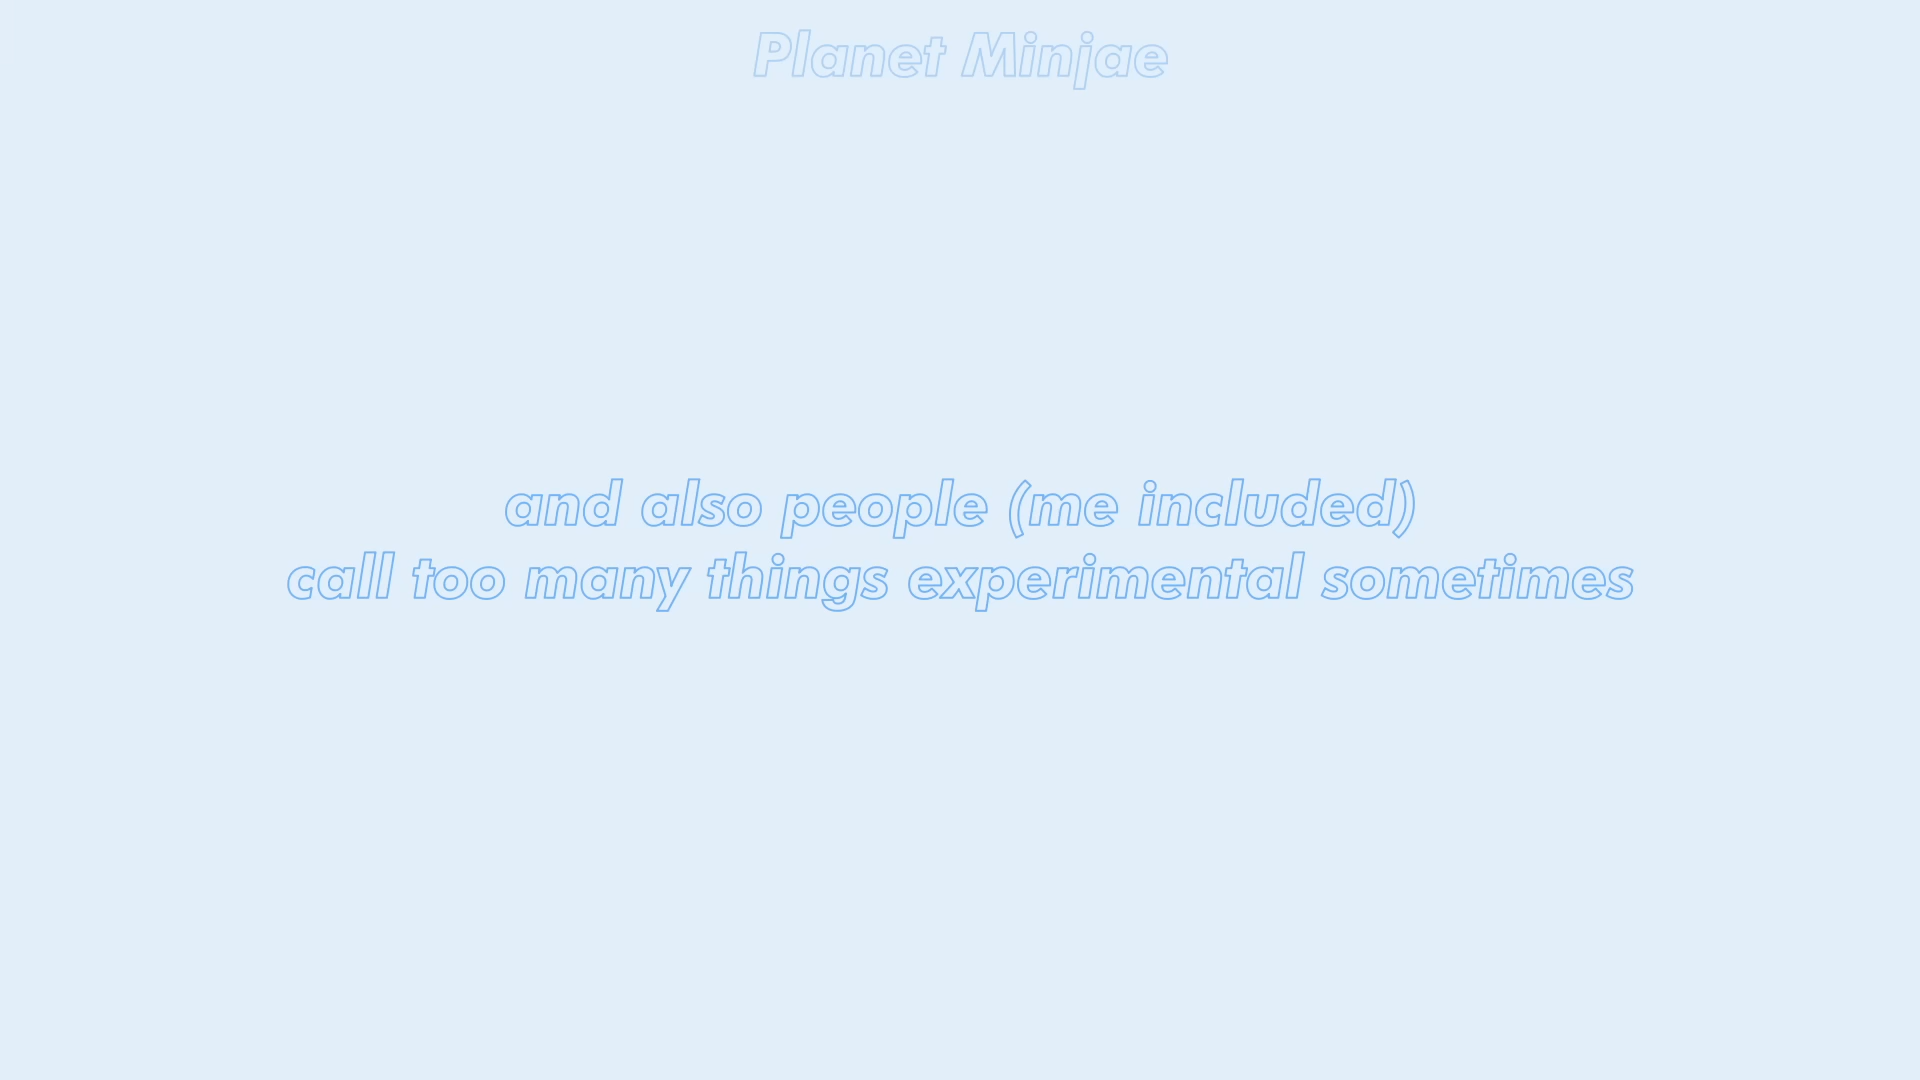 Planet Minjae
and also people (me included)
call too many things experimental sometimes